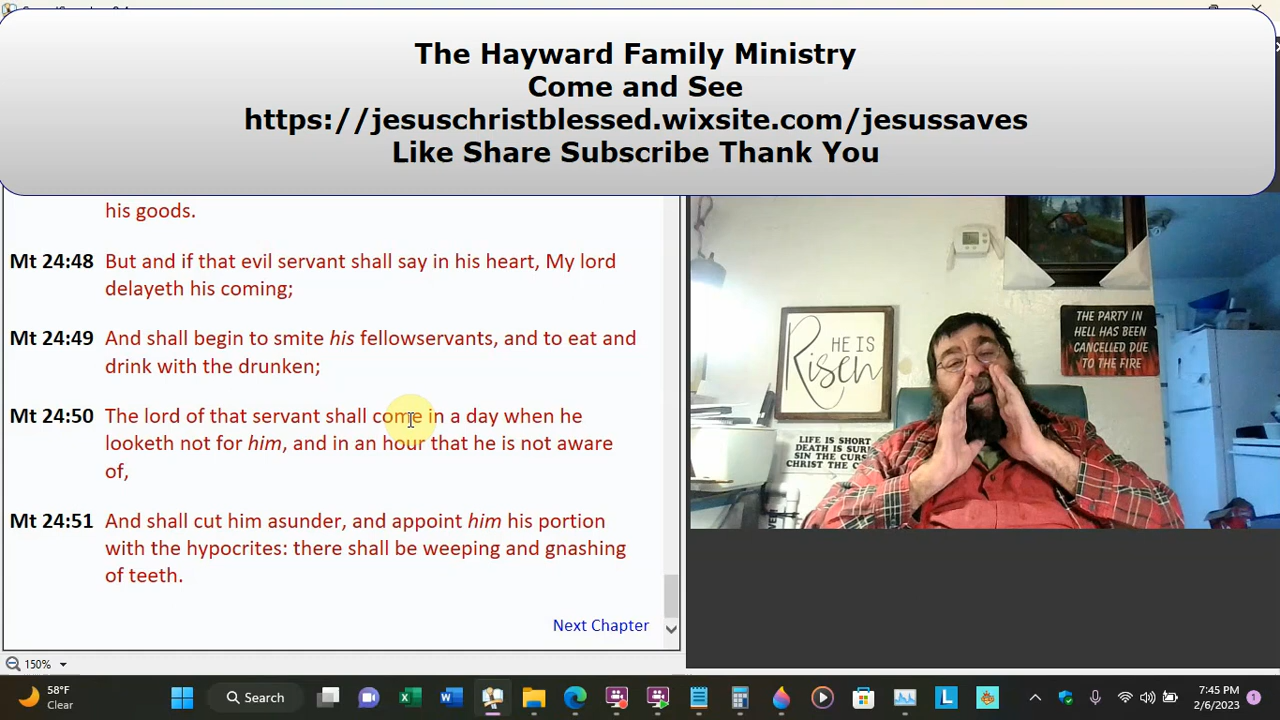 The Hayward Family Ministry
Come and See
https://jesuschristblessed.wixsite.com/jesussaves
Like Share Subscribe Thank You
his goods.
Mt 24:48 But and if that evil servant shall say in his heart, My lord
delayeth his coming;
Mt 24:49 And shall begin to smite his fellowservants, and to eat and
drink with the drunken;
Mt 24:50 The lord of that servant shall come in a day when he
looketh not for him, and in an hour that he is not aware
of,
Mt 24:51 And shall cut him asunder, and appoint him his portion
with the hypocrites: there shall be weeping and gnashing
of teeth.
Next Chapter
150%
HE IS
Risen
THE PARTY IN
HELL HAS BEEN
CANCELLED DUE
TO THE FIRE
LIFE IS SHORT
DEATH IS
SIN THE
CHRIST THE
58°F
Clear
Search
7:45 PM
2/6/2023
1